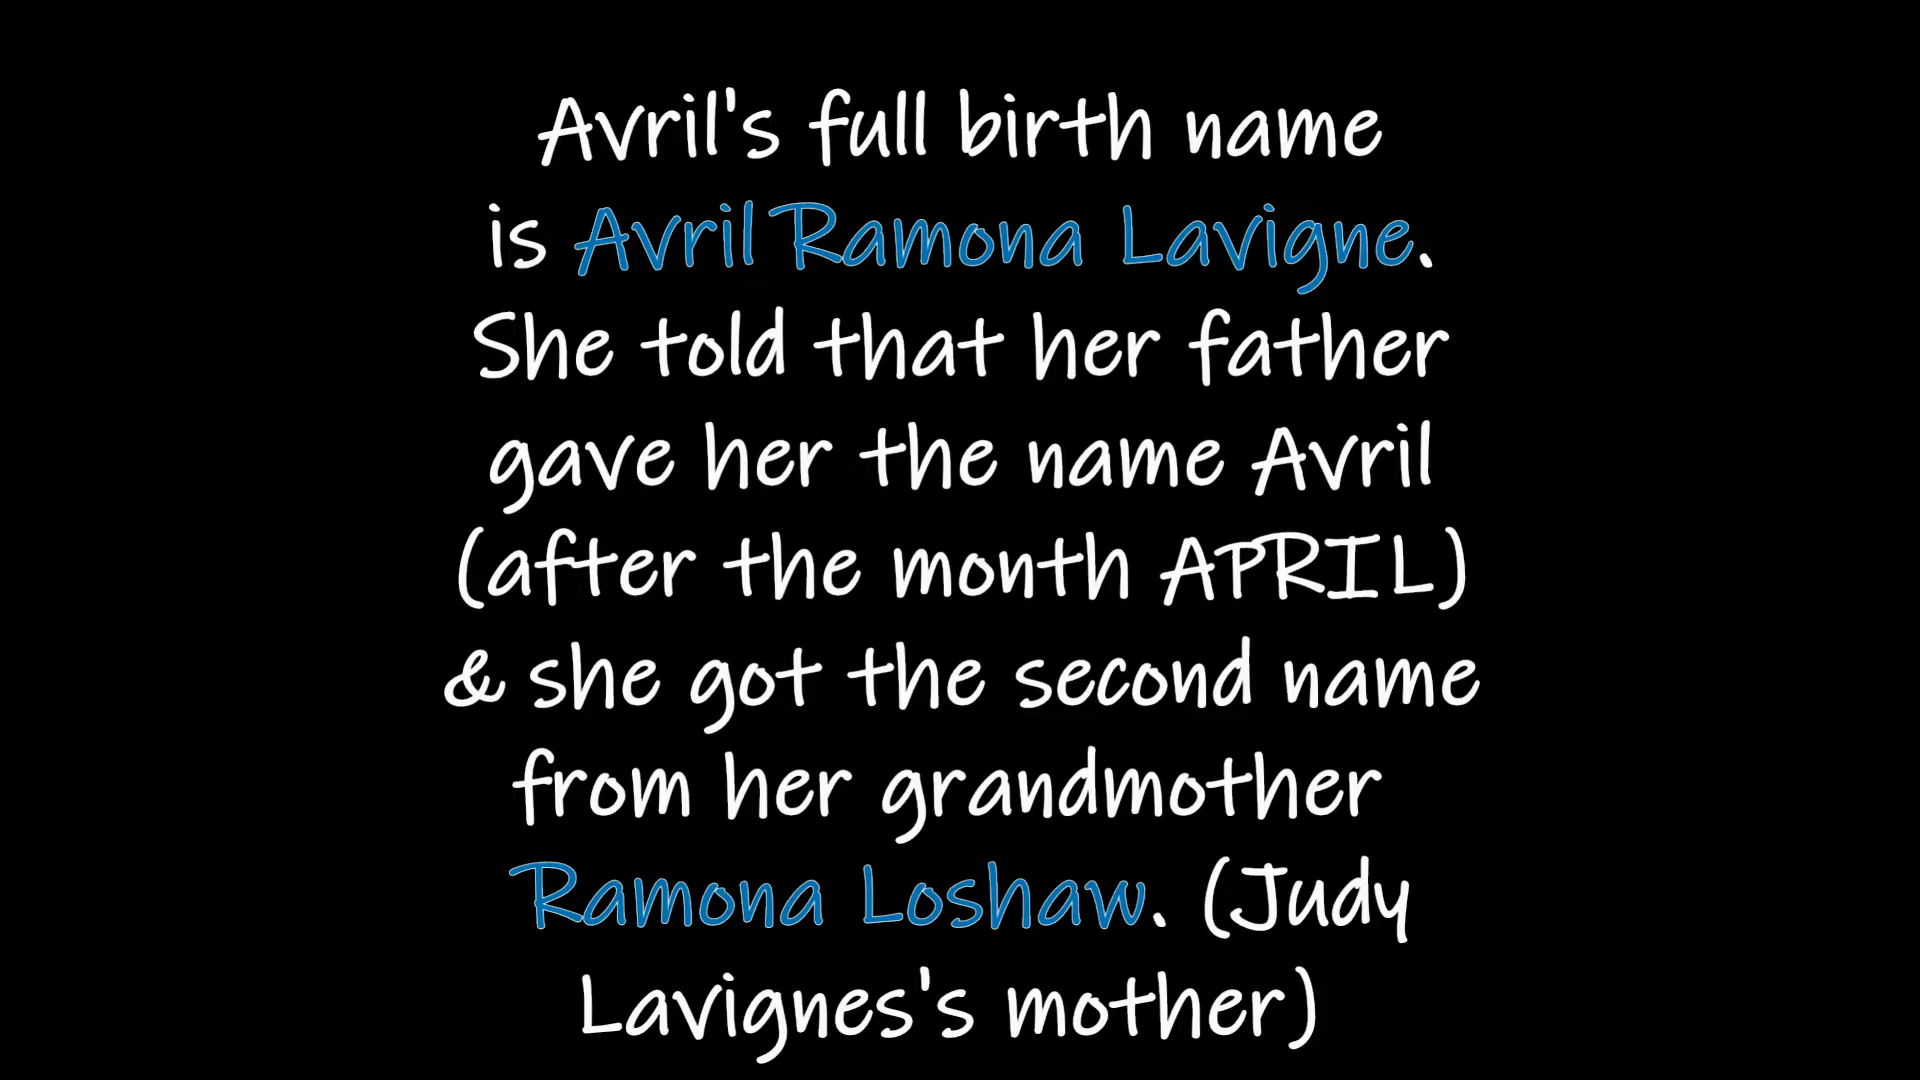 Avril's full birth name
is Avril Ramona Lavigne.
She told that her father
gave her the name Avril
(after the month APRIL)
& she got the second name
from her grandmother
Ramona Loshaw. (Judy
Lavignes's mother)